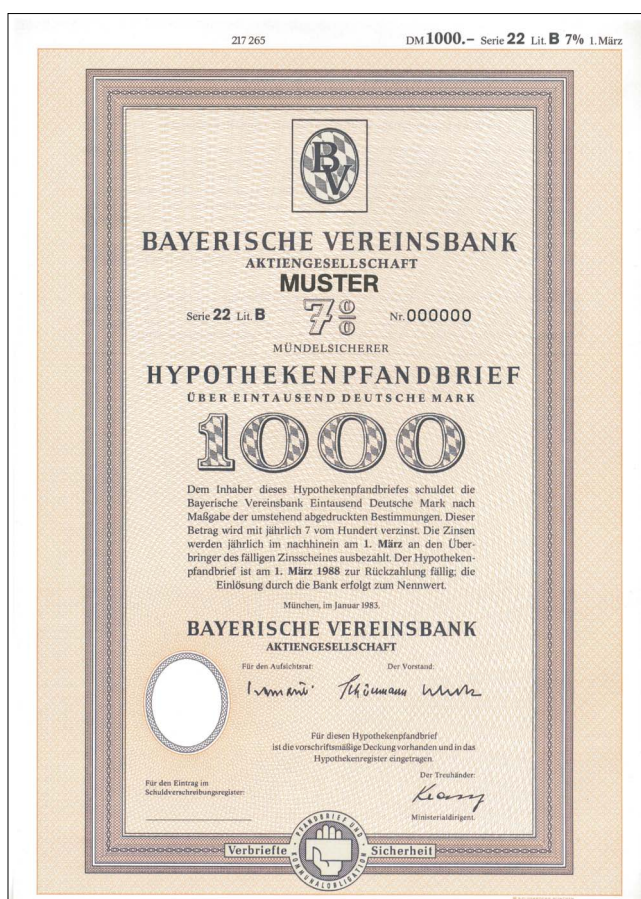 217 265
DM 1000.– Serie 22 Lit. B 7% 1. März
BV
BAYERISCHE VEREINSBANK
AKTIENGESELLSCHAFT
MUSTER
Serie 22 Lit. B 7% Nr. 000000
MÜNDELSICHERER
HYPOTHEKENPFANDBRIEF
ÜBER EINTAUSEND DEUTSCHE MARK
1000
Dem Inhaber dieses Hypothekenpfandbriefes schuldet die
Bayerische Vereinsbank Eintausend Deutsche Mark nach
Maßgabe der umstehend abgedruckten Bestimmungen. Dieser
Betrag wird mit jährlich 7 vom Hundert verzinst. Die Zinsen
werden jährlich im nachhinein am 1. März an den Über-
bringer des fälligen Zinsscheines ausbezahlt. Der Hypotheken-
pfandbrief ist am 1. März 1988 zur Rückzahlung fällig; die
Einlösung durch die Bank erfolgt zum Nennwert.
München, im Januar 1983.
BAYERISCHE VEREINSBANK
AKTIENGESELLSCHAFT
Für den Aufsichtsrat: Der Vorstand:
Für diesen Hypothekenpfandbrief
ist die vorschriftsmäßige Deckung vorhanden und in das
Hypothekenregister eingetragen.
Der Treuhänder:
Für den Eintrag im
Schuldverschreibungsregister:
Ministerialdirigent.
PFANDBRIEF UND
Verbriefte Sicherheit
KOMMUNALOBLIGATION